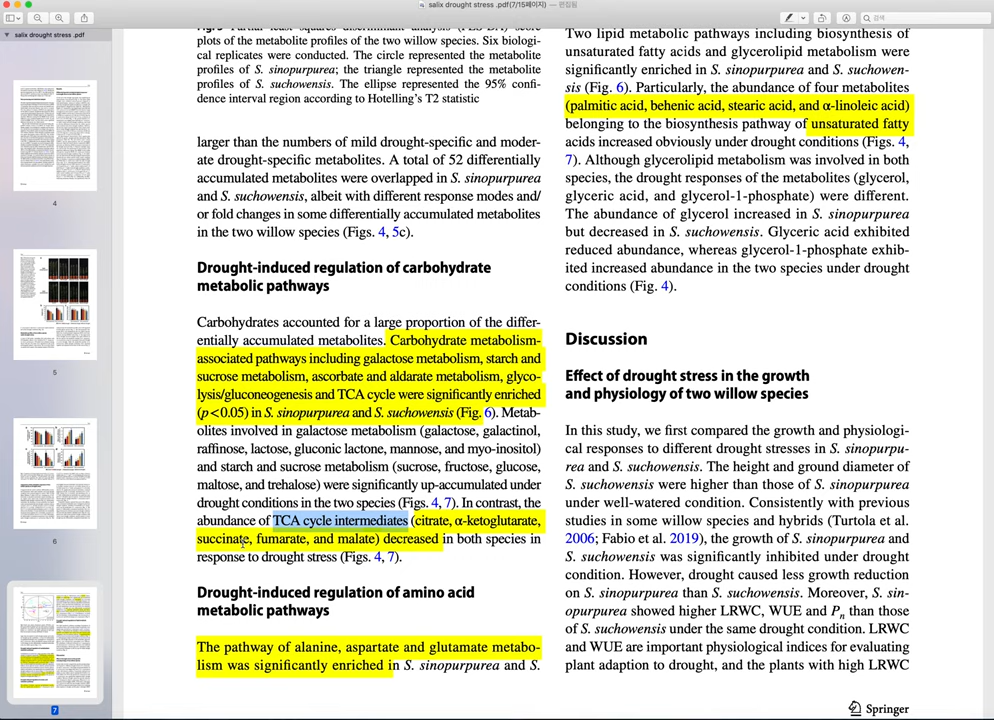 salix drought stress .pdf(7/15페이지) — 편집됨
검색
salix drought stress .pdf
4
5
6
7
plots of the metabolite profiles of the two willow species. Six biologi-
cal replicates were conducted. The circle represented the metabolite
profiles of S. sinopurpurea; the triangle represented the metabolite
profiles of S. suchowensis. The ellipse represented the 95% confi-
dence interval region according to Hotelling's T2 statistic
larger than the numbers of mild drought-specific and moder-
ate drought-specific metabolites. A total of 52 differentially
accumulated metabolites were overlapped in S. sinopurpurea
and S. suchowensis, albeit with different response modes and/
or fold changes in some differentially accumulated metabolites
in the two willow species (Figs. 4, 5c).
Drought-induced regulation of carbohydrate
metabolic pathways
Carbohydrates accounted for a large proportion of the differ-
entially accumulated metabolites. Carbohydrate metabolism-
associated pathways including galactose metabolism, starch and
sucrose metabolism, ascorbate and aldarate metabolism, glyco-
lysis/gluconeogenesis and TCA cycle were significantly enriched
(p < 0.05) in S. sinopurpurea and S. suchowensis (Fig. 6). Metab-
olites involved in galactose metabolism (galactose, galactinol,
raffinose, lactose, gluconic lactone, mannose, and myo-inositol)
and starch and sucrose metabolism (sucrose, fructose, glucose,
maltose, and trehalose) were significantly up-accumulated under
drought conditions in the two species (Figs. 4, 7). In contrast, the
abundance of TCA cycle intermediates (citrate, α-ketoglutarate,
succinate, fumarate, and malate) decreased in both species in
response to drought stress (Figs. 4, 7).
Drought-induced regulation of amino acid
metabolic pathways
The pathway of alanine, aspartate and glutamate metabo-
lism was significantly enriched in S. sinopurpurea and S.
Two lipid metabolic pathways including biosynthesis of
unsaturated fatty acids and glycerolipid metabolism were
significantly enriched in S. sinopurpurea and S. suchowen-
sis (Fig. 6). Particularly, the abundance of four metabolites
(palmitic acid, behenic acid, stearic acid, and α-linoleic acid)
belonging to the biosynthesis pathway of unsaturated fatty
acids increased obviously under drought conditions (Figs. 4,
7). Although glycerolipid metabolism was involved in both
species, the drought responses of the metabolites (glycerol,
glyceric acid, and glycerol-1-phosphate) were different.
The abundance of glycerol increased in S. sinopurpurea
but decreased in S. suchowensis. Glyceric acid exhibited
reduced abundance, whereas glycerol-1-phosphate exhib-
ited increased abundance in the two species under drought
conditions (Fig. 4).
Discussion
Effect of drought stress in the growth
and physiology of two willow species
In this study, we first compared the growth and physiologi-
cal responses to different drought stresses in S. sinopurpu-
rea and S. suchowensis. The height and ground diameter of
S. suchowensis were higher than those of S. sinopurpurea
under well-watered condition. Consistently with previous
studies in some willow species and hybrids (Turtola et al.
2006; Fabio et al. 2019), the growth of S. sinopurpurea and
S. suchowensis was significantly inhibited under drought
condition. However, drought caused less growth reduction
on S. sinopurpurea than S. suchowensis. Moreover, S. sin-
opurpurea showed higher LRWC, WUE and Pn than those
of S. suchowensis under the same drought condition. LRWC
and WUE are important physiological indices for evaluating
plant adaption to drought, and the plants with high LRWC
Springer